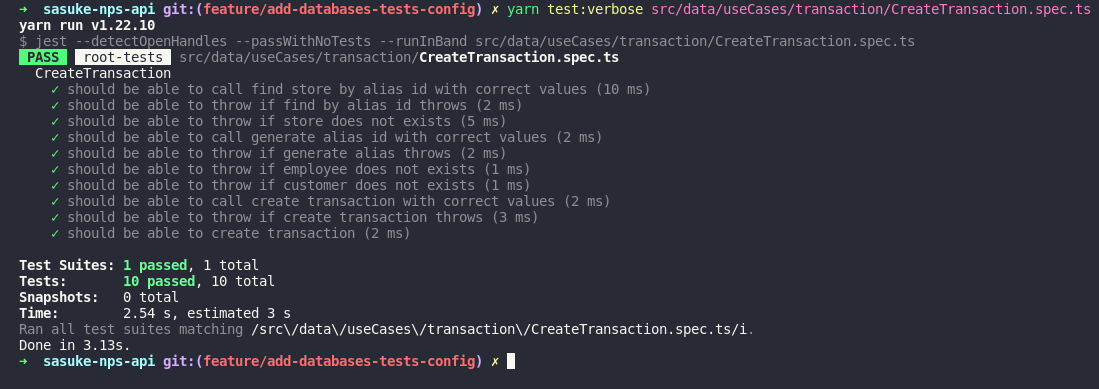 ➜  sasuke-nps-api git:(feature/add-databases-tests-config) ✗ yarn test:verbose src/data/useCases/transaction/CreateTransaction.spec.ts
yarn run v1.22.10
$ jest --detectOpenHandles --passWithNoTests --runInBand src/data/useCases/transaction/CreateTransaction.spec.ts
PASS  root-tests  src/data/useCases/transaction/CreateTransaction.spec.ts
  CreateTransaction
    ✓ should be able to call find store by alias id with correct values (10 ms)
    ✓ should be able to throw if find by alias id throws (2 ms)
    ✓ should be able to throw if store does not exists (5 ms)
    ✓ should be able to call generate alias id with correct values (2 ms)
    ✓ should be able to throw if generate alias throws (2 ms)
    ✓ should be able to throw if employee does not exists (1 ms)
    ✓ should be able to throw if customer does not exists (1 ms)
    ✓ should be able to call create transaction with correct values (2 ms)
    ✓ should be able to throw if create transaction throws (3 ms)
    ✓ should be able to create transaction (2 ms)

Test Suites: 1 passed, 1 total
Tests:       10 passed, 10 total
Snapshots:   0 total
Time:        2.54 s, estimated 3 s
Ran all test suites matching /src\/data\/useCases\/transaction\/CreateTransaction.spec.ts/i.
Done in 3.13s.
➜  sasuke-nps-api git:(feature/add-databases-tests-config) ✗